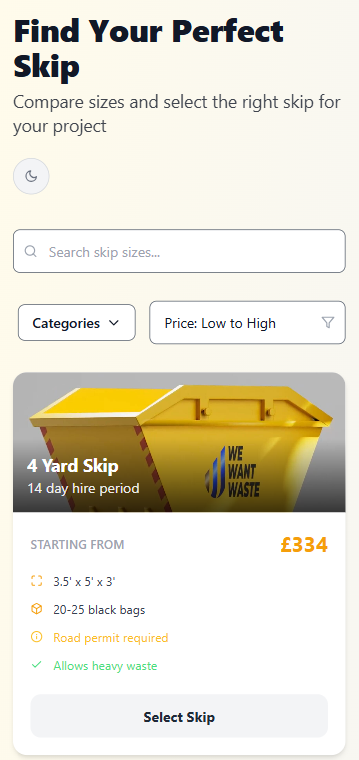 Find Your Perfect
Skip
Compare sizes and select the right skip for
your project
Search skip sizes...
Categories
Price: Low to High
WE
WANT
WASTE
4 Yard Skip
14 day hire period
STARTING FROM
£334
3.5' x 5' x 3'
20-25 black bags
Road permit required
Allows heavy waste
Select Skip